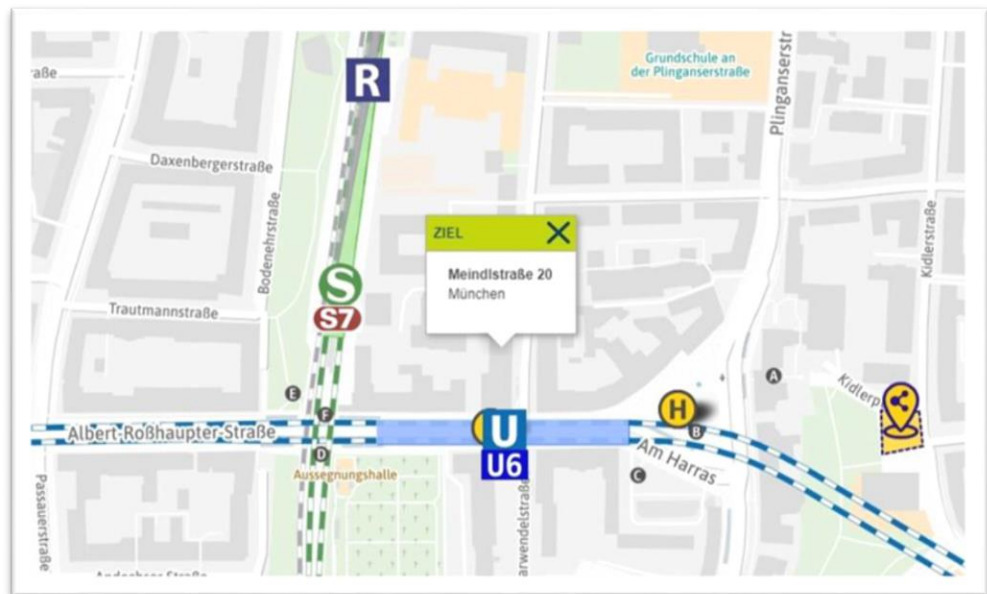 Grundschule an
der Plinganserstraße
Plinganserstr
raße
R
Daxenbergerstraße
Bodenehrstraße
Kidlerstraße
ZIEL
Meindlstraße 20
München
S
S7
Trautmannstraße
A
E
Kidlerp
F
H
B
U
Albert-Roßhaupter-Straße
D
U6
Am Harras
C
Aussegnungshalle
Passauerstraße
arwendelstraße